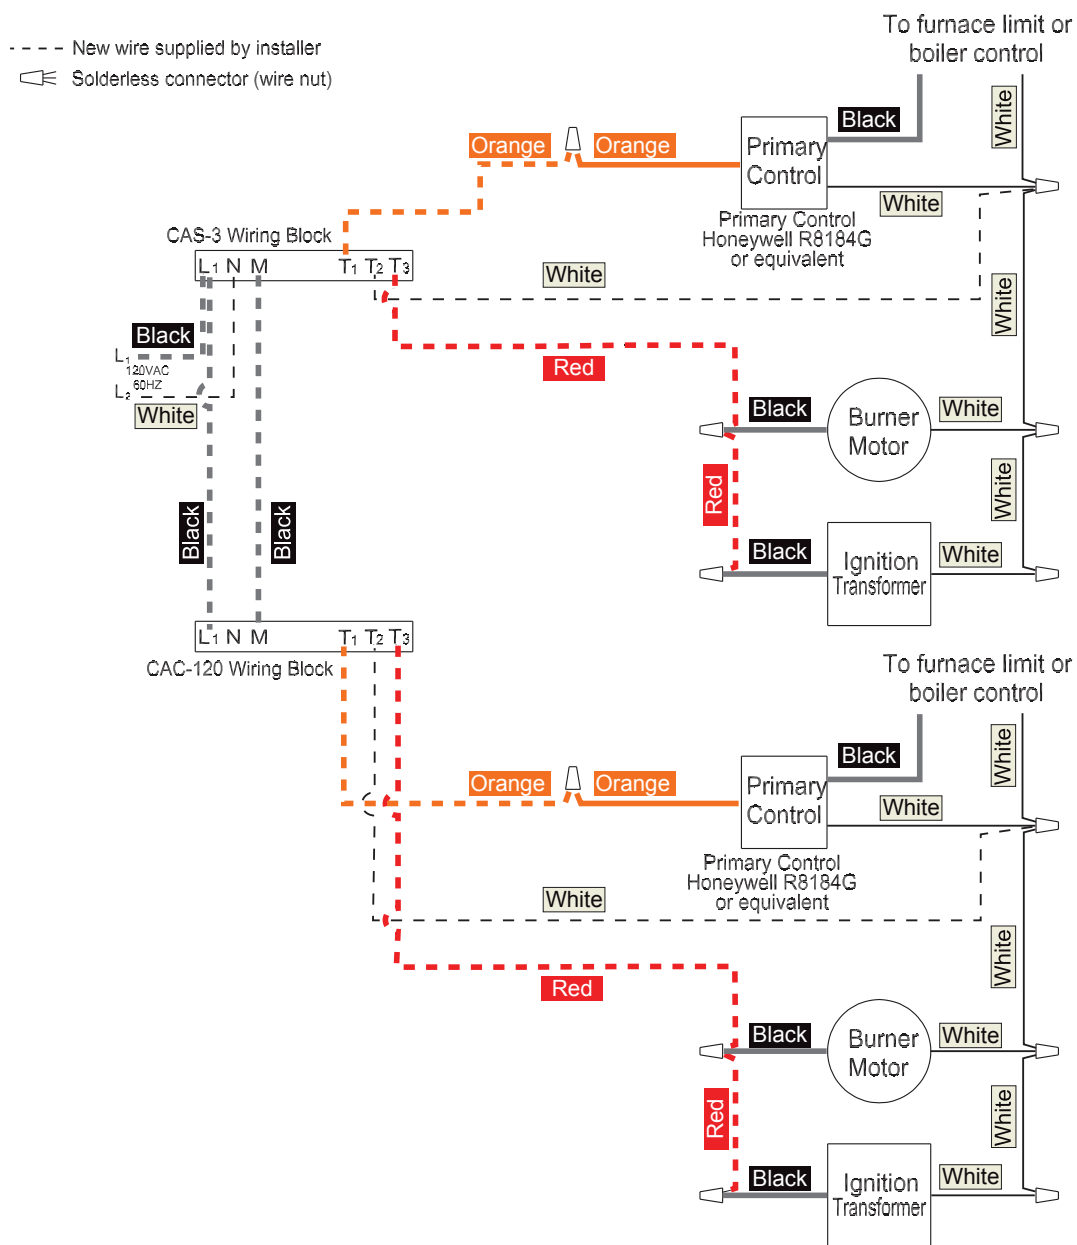 To furnace limit or
boiler control
New wire supplied by installer
Solderless connector (wire nut)
Black
White
Orange
Orange
Primary
Control
White
Primary Control
Honeywell R8184G
or equivalent
CAS-3 Wiring Block
L1 N M T1 T2 T3
White
White
Black
L1
120VAC
60HZ
L2
White
Red
Black
Burner
Motor
White
Red
White
Black
Black
Black
Ignition
Transformer
White
L1 N M T1 T2 T3
CAC-120 Wiring Block
To furnace limit or
boiler control
White
Black
Orange
Orange
Primary
Control
White
Primary Control
Honeywell R8184G
or equivalent
White
White
Red
Black
Burner
Motor
White
Red
White
Black
Ignition
Transformer
White